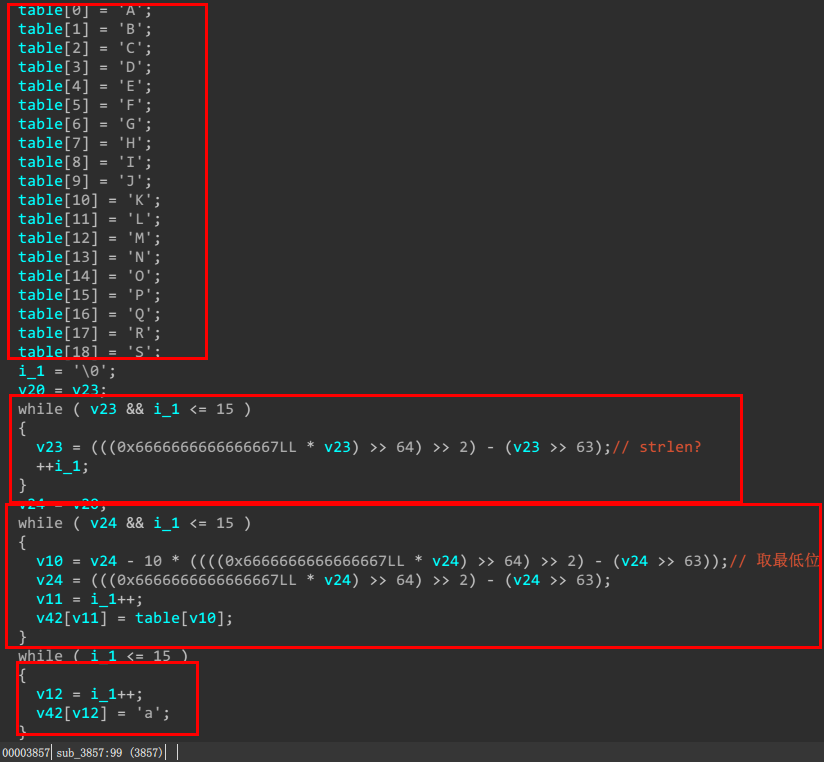 table[0] = 'A';
table[1] = 'B';
table[2] = 'C';
table[3] = 'D';
table[4] = 'E';
table[5] = 'F';
table[6] = 'G';
table[7] = 'H';
table[8] = 'I';
table[9] = 'J';
table[10] = 'K';
table[11] = 'L';
table[12] = 'M';
table[13] = 'N';
table[14] = 'O';
table[15] = 'P';
table[16] = 'Q';
table[17] = 'R';
table[18] = 'S';
i_1 = '\0';
v20 = v23;
while ( v23 && i_1 <= 15 )
{
v23 = (((0x6666666666666667LL * v23) >> 64) >> 2) - (v23 >> 63);// strlen?
++i_1;
}
v24 = v20;
while ( v24 && i_1 <= 15 )
{
v10 = v24 - 10 * ((((0x6666666666666667LL * v24) >> 64) >> 2) - (v24 >> 63));// 取最低位
v24 = (((0x6666666666666667LL * v24) >> 64) >> 2) - (v24 >> 63);
v11 = i_1++;
v42[v11] = table[v10];
}
while ( i_1 <= 15 )
{
v12 = i_1++;
v42[v12] = 'a';
}
00003857 sub_3857:99 (3857)